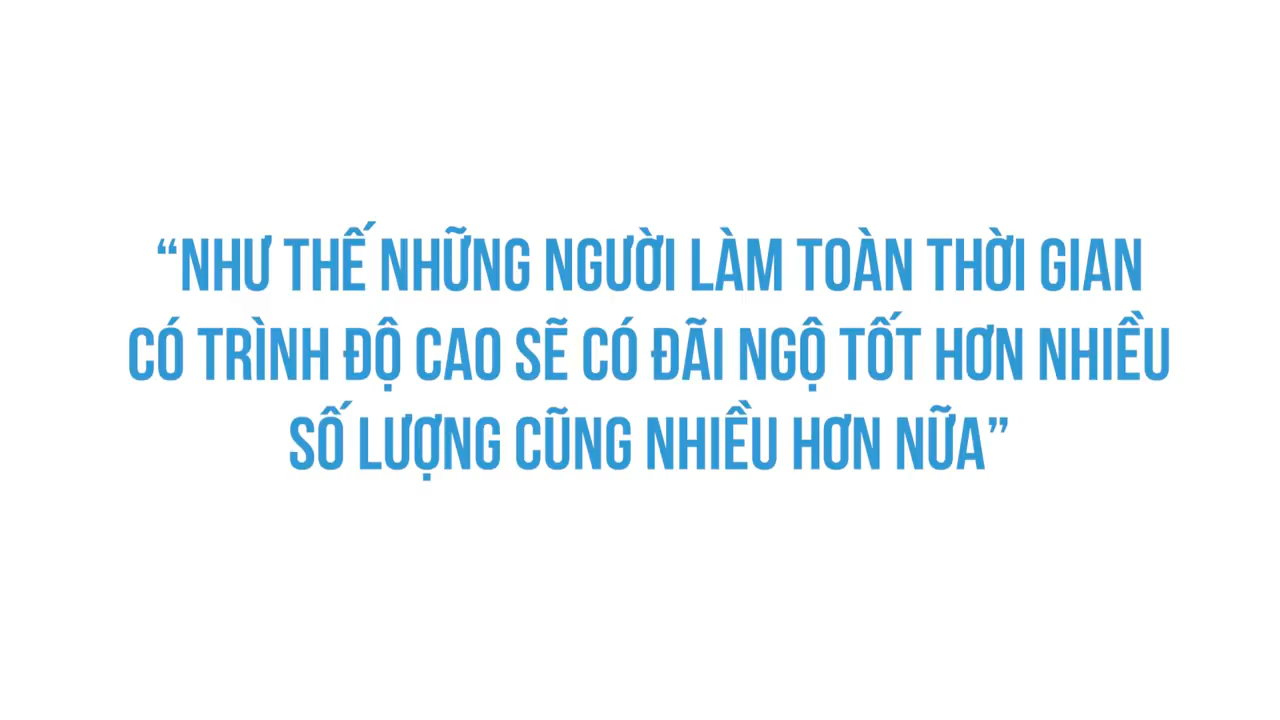 “NHƯ THẾ NHỮNG NGƯỜI LÀM TOÀN THỜI GIAN
CÓ TRÌNH ĐỘ CAO SẼ CÓ ĐÃI NGỘ TỐT HƠN NHIỀU
SỐ LƯỢNG CŨNG NHIỀU HƠN NỮA”